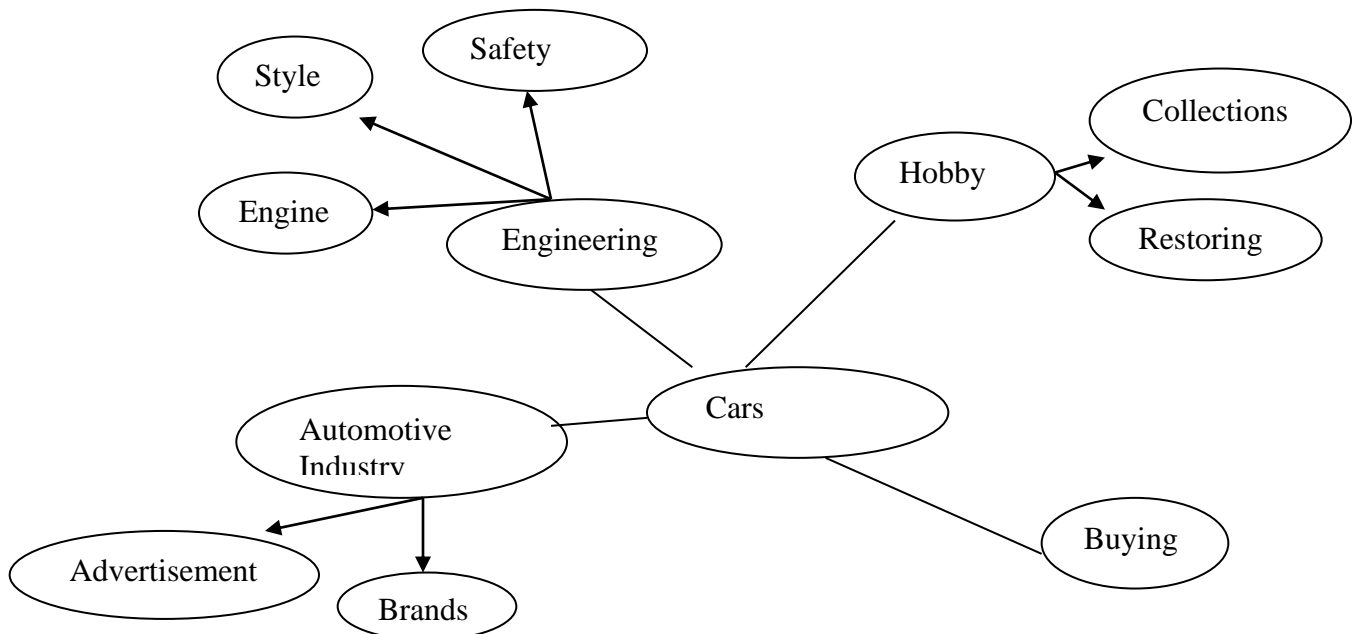 Safety
Style
Collections
Hobby
Engine
Engineering
Restoring
Cars
Automotive
Industry
Buying
Advertisement
Brands